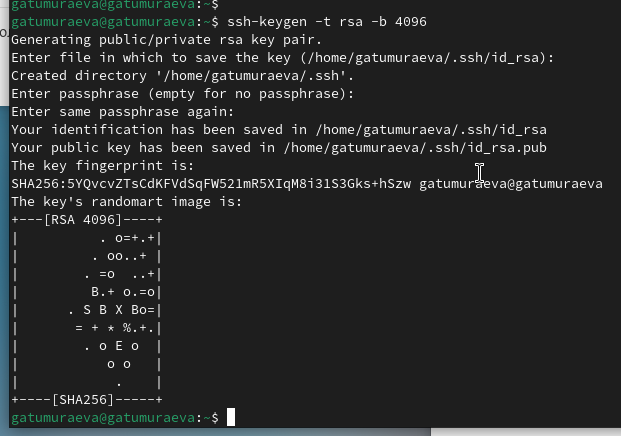 gatumuraeva@gatumuraeva:~$
gatumuraeva@gatumuraeva:~$ ssh-keygen -t rsa -b 4096
Generating public/private rsa key pair.
Enter file in which to save the key (/home/gatumuraeva/.ssh/id_rsa):
Created directory '/home/gatumuraeva/.ssh'.
Enter passphrase (empty for no passphrase):
Enter same passphrase again:
Your identification has been saved in /home/gatumuraeva/.ssh/id_rsa
Your public key has been saved in /home/gatumuraeva/.ssh/id_rsa.pub
The key fingerprint is:
SHA256:5YQvcvZTsCdKFVdSqFW521mR5XIqM8i31S3Gks+hSzw gatumuraeva@gatumuraeva
The key's randomart image is:
+---[RSA 4096]----+
|          . o=+.+|
|         . oo..+ |
|        . =o  ..+|
|         B.+ o.=o|
|      . S B X Bo=|
|       = + * %.+.|
|        . o E o  |
|           o o   |
|            .    |
+----[SHA256]-----+
gatumuraeva@gatumuraeva:~$